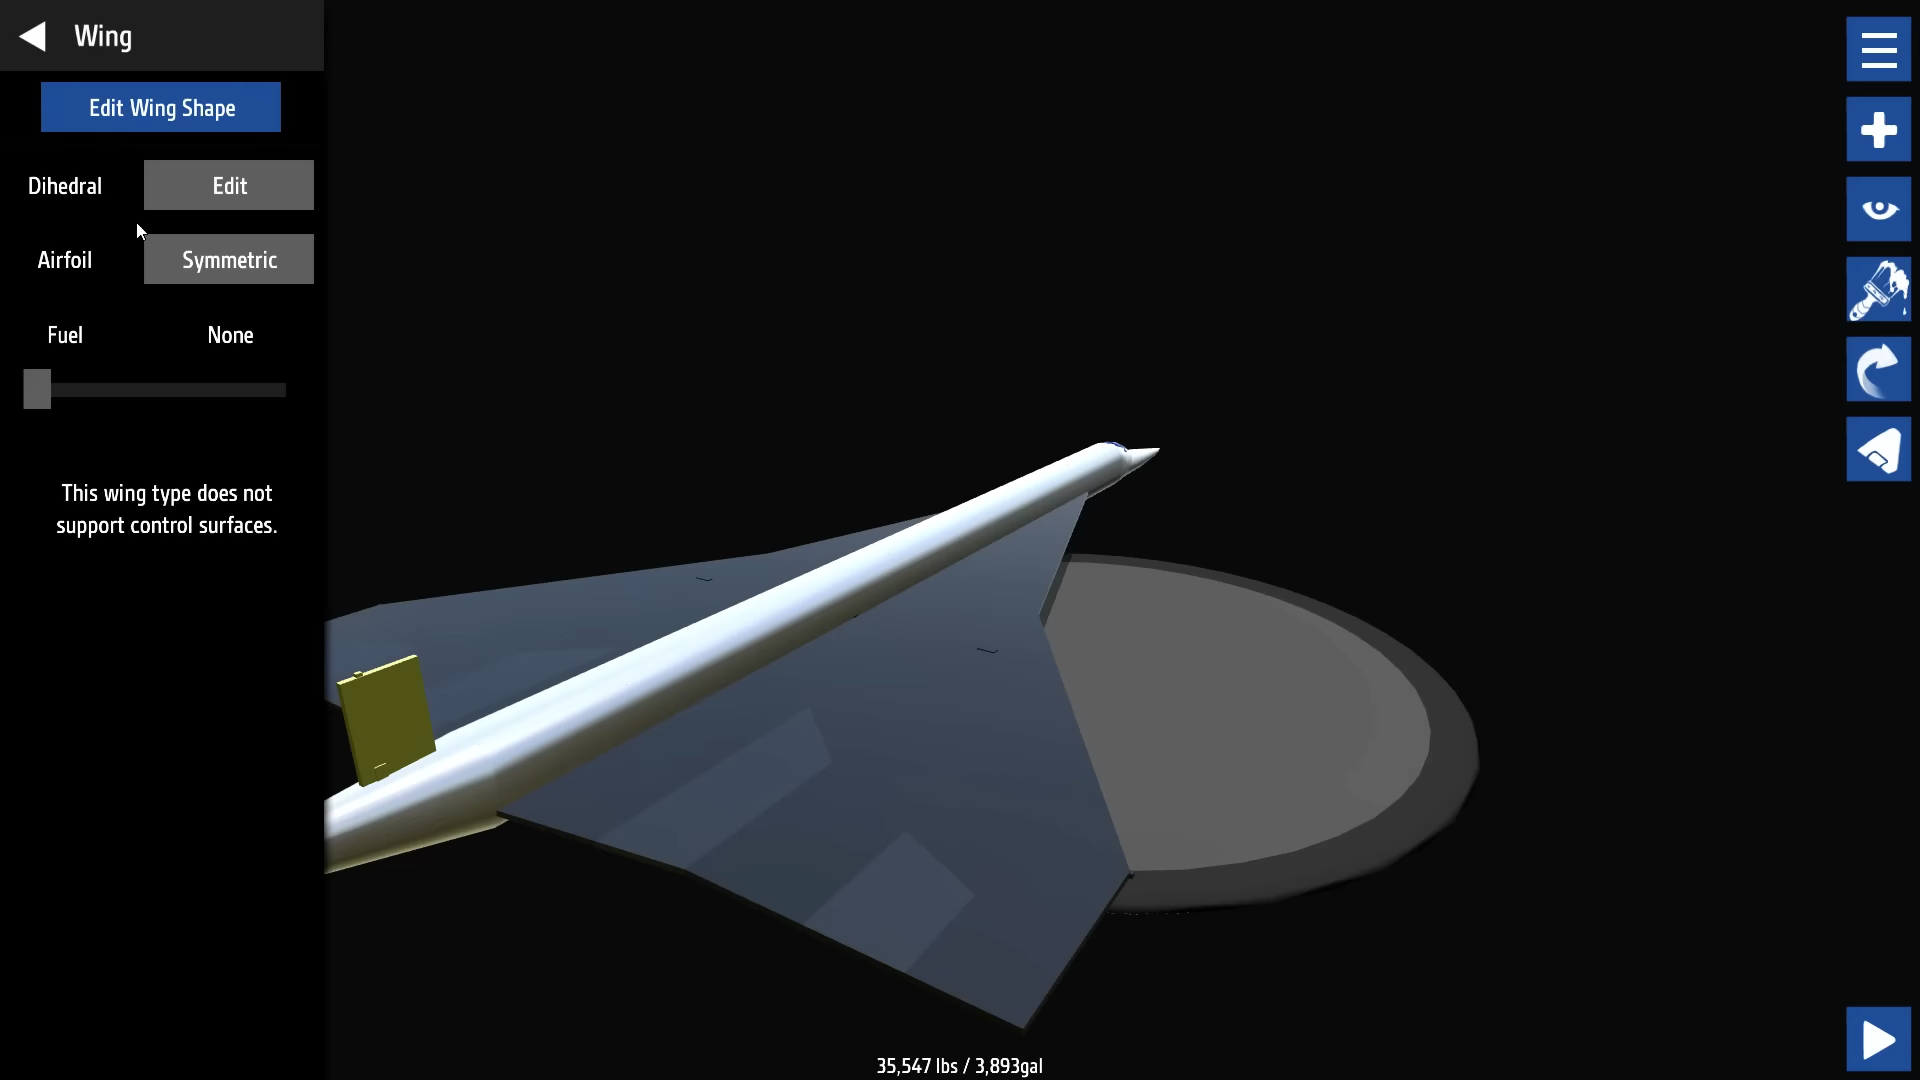 Wing
Edit Wing Shape
Dihedral Edit
Airfoil Symmetric
Fuel None
This wing type does not
support control surfaces.
35,547 lbs / 3,893gal